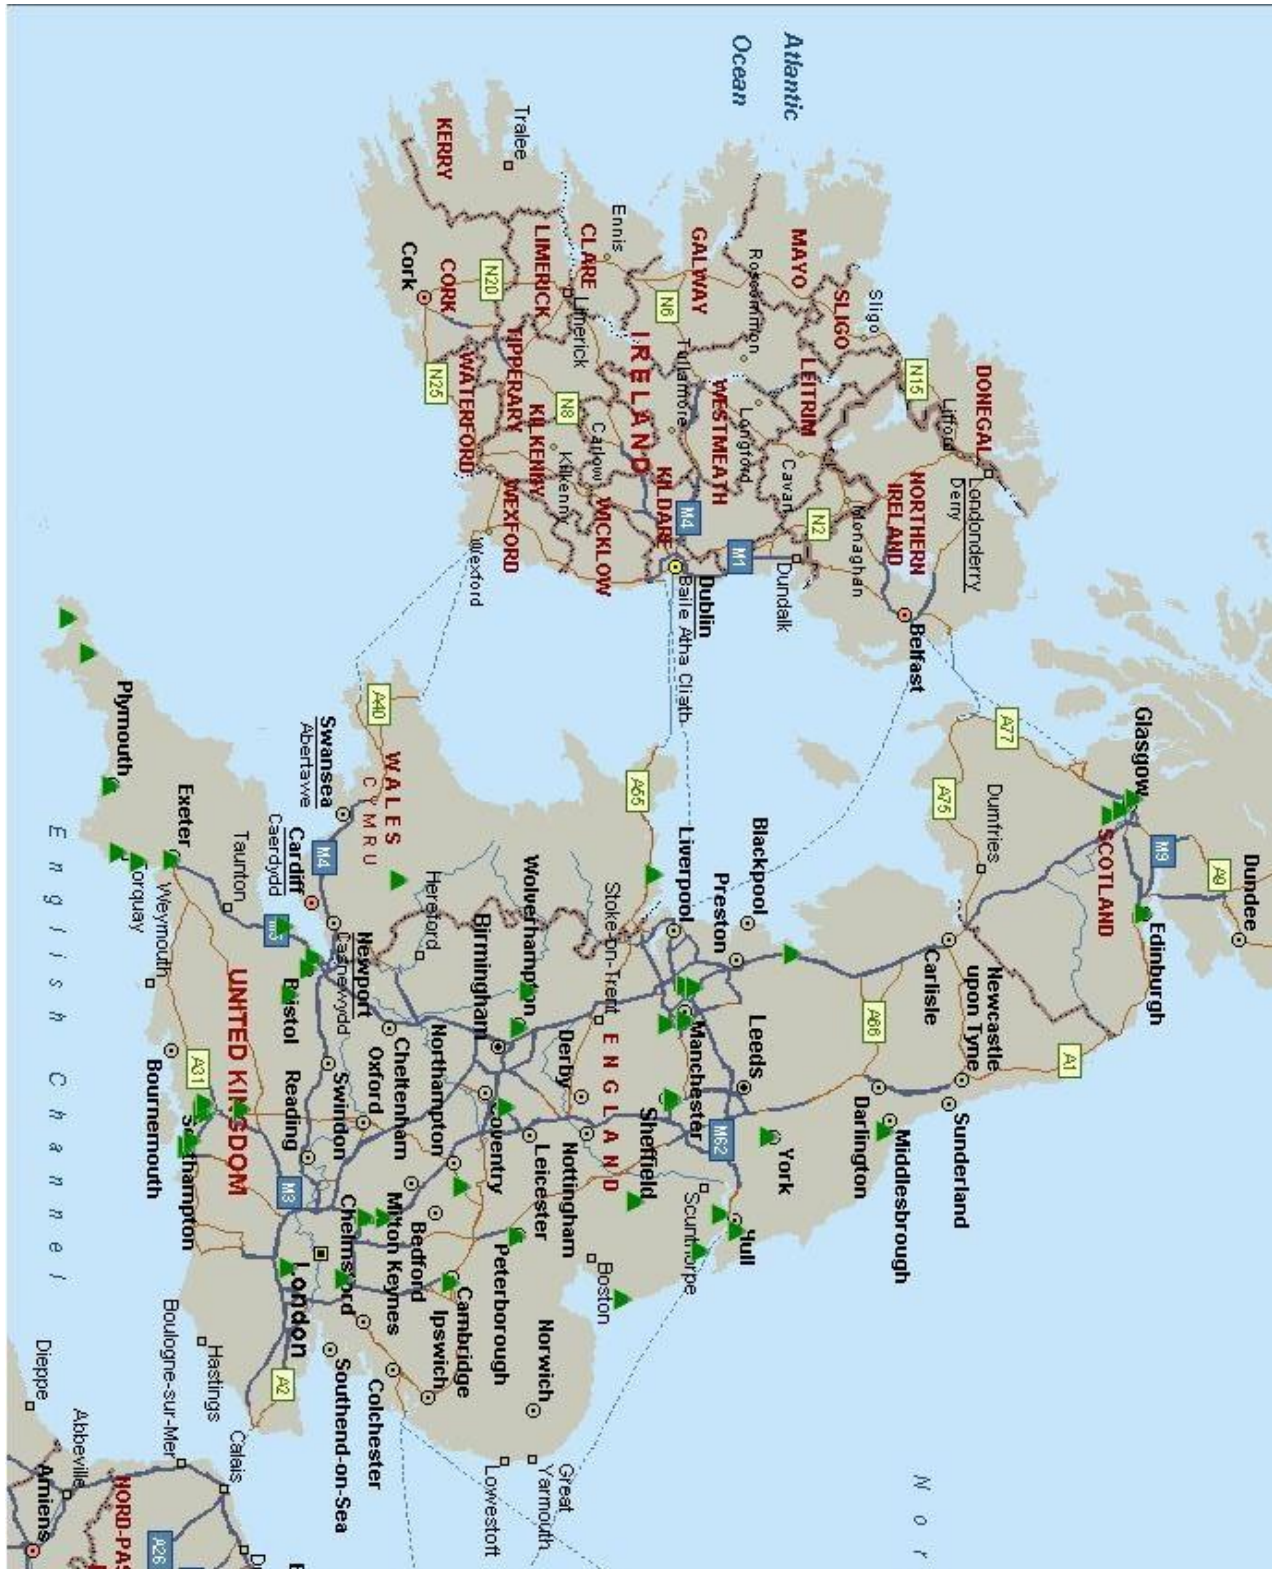 Atlantic
Ocean
DONEGAL
Londonderry
Derry
Lifford
N15
NORTHERN
IRELAND
Belfast
Sligo
SLIGO
MAYO
LEITRIM
Monaghan
N2
Cavan
Dundalk
Roscommon
Longford
WESTMEATH
M1
GALWAY
N6
Tullamore
M4
Dublin
Baile Atha Cliath
IRELAND
KILDARE
Ennis
CLARE
Limerick
LIMERICK
N8
Carlow
WICKLOW
Tralee
KERRY
N20
TIPPERARY
KILKENNY
Kilkenny
WEXFORD
Wexford
CORK
Cork
N25
WATERFORD
Dundee
A9
M9
Glasgow
Edinburgh
SCOTLAND
A77
A75
Dumfries
A1
Carlisle
Newcastle
upon Tyne
Sunderland
A66
Darlington
Middlesbrough
Blackpool
Preston
Leeds
York
Liverpool
Manchester
M62
Hull
Scunthorpe
Sheffield
A55
Stoke-on-Trent
ENGLAND
Derby
Nottingham
Boston
Wolverhampton
Birmingham
Leicester
Peterborough
Norwich
Great
Yarmouth
Lowestoft
Coventry
Northampton
Cambridge
Ipswich
Bedford
Milton Keynes
Colchester
WALES
CYMRU
A40
Hereford
Cheltenham
Oxford
Chelmsford
Southend-on-Sea
Swansea
Abertawe
M4
Cardiff
Caerdydd
Newport
Casnewydd
Swindon
Reading
London
M3
M5
Bristol
UNITED KINGDOM
A2
Taunton
Exeter
Weymouth
A31
Southampton
Bournemouth
Hastings
Plymouth
Torquay
English Channel
Nor
Calais
Boulogne-sur-Mer
Dieppe
Abbeville
Amiens
NORD-PAS
A26